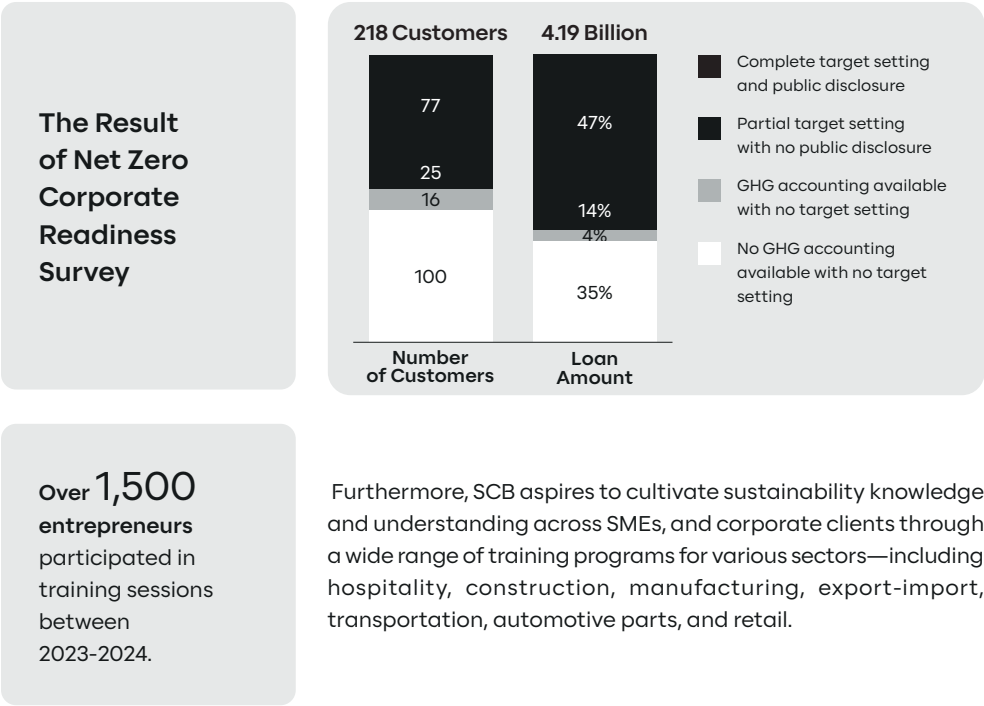 The Result
of Net Zero
Corporate
Readiness
Survey
218 Customers
4.19 Billion
77
25
16
100
47%
14%
4%
35%
Number
of Customers
Loan
Amount
Complete target setting
and public disclosure
Partial target setting
with no public disclosure
GHG accounting available
with no target setting
No GHG accounting
available with no target
setting
Over 1,500
entrepreneurs
participated in
training sessions
between
2023-2024.
Furthermore, SCB aspires to cultivate sustainability knowledge
and understanding across SMEs, and corporate clients through
a wide range of training programs for various sectors—including
hospitality, construction, manufacturing, export-import,
transportation, automotive parts, and retail.